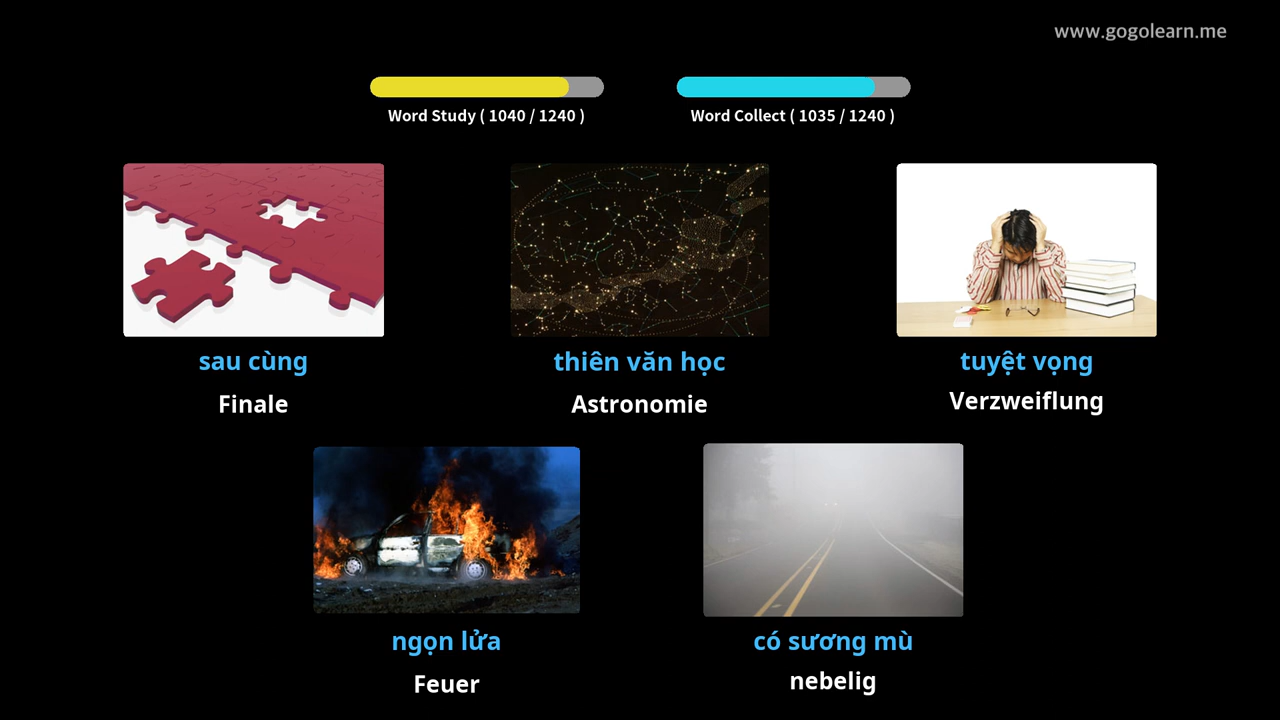 www.gogolearn.me
Word Study ( 1040 / 1240 )
Word Collect ( 1035 / 1240 )
sau cùng
thiên văn học
tuyệt vọng
Finale
Astronomie
Verzweiflung
ngọn lửa
có sương mù
Feuer
nebelig